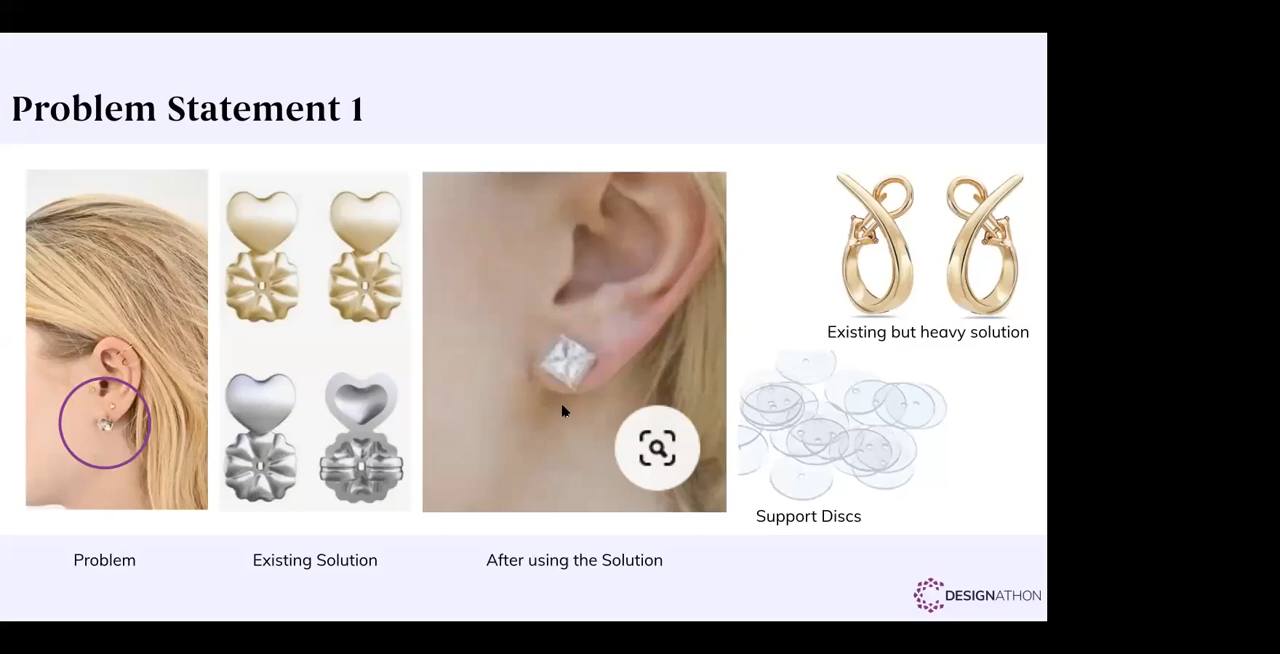 Problem Statement 1
Existing but heavy solution
Support Discs
Problem
Existing Solution
After using the Solution
DESIGNATHON